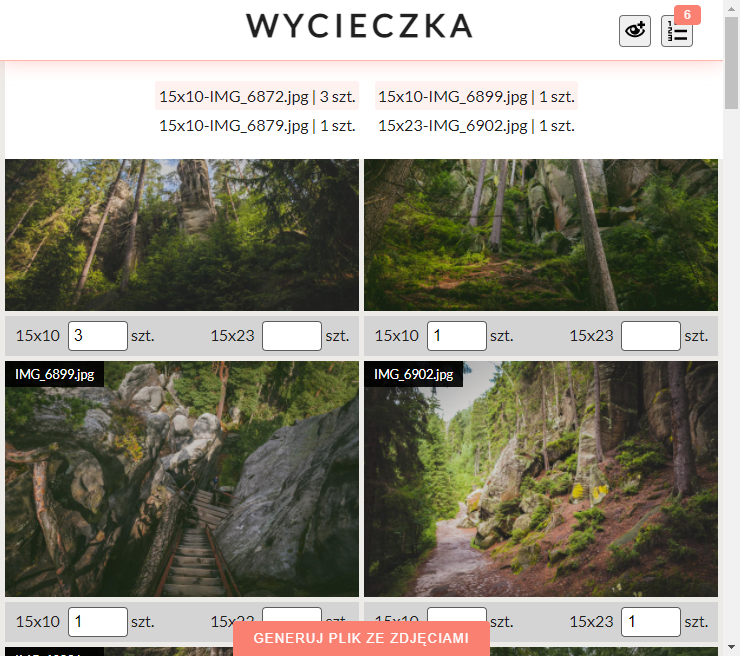 WYCIECZKA
6
15x10-IMG_6872.jpg | 3 szt. 15x10-IMG_6899.jpg | 1 szt.
15x10-IMG_6879.jpg | 1 szt. 15x23-IMG_6902.jpg | 1 szt.
15x10 3 szt. 15x23 szt. 15x10 1 szt. 15x23 szt.
IMG_6899.jpg IMG_6902.jpg
15x10 1 szt. 15x23 szt. 15x10 szt. 15x23 1 szt.
GENERUJ PLIK ZE ZDJĘCIAMI